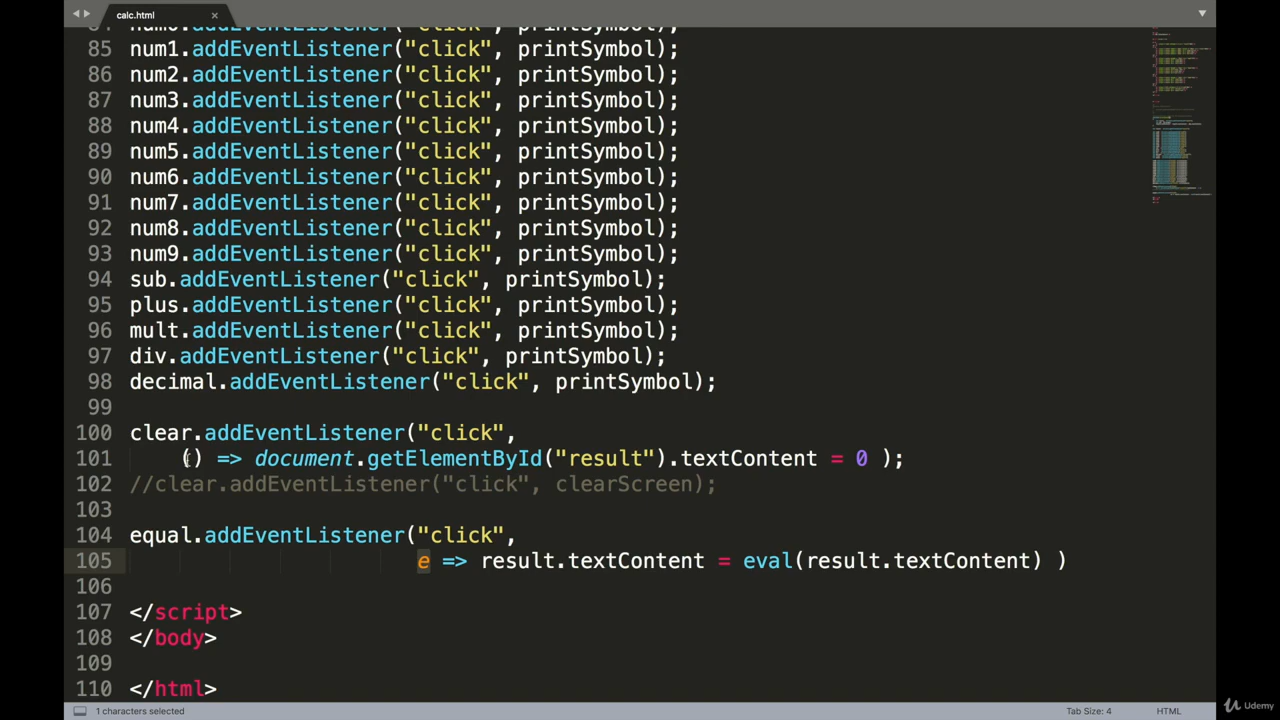 calc.html
84 num0.addEventListener("click", printSymbol);
85 num1.addEventListener("click", printSymbol);
86 num2.addEventListener("click", printSymbol);
87 num3.addEventListener("click", printSymbol);
88 num4.addEventListener("click", printSymbol);
89 num5.addEventListener("click", printSymbol);
90 num6.addEventListener("click", printSymbol);
91 num7.addEventListener("click", printSymbol);
92 num8.addEventListener("click", printSymbol);
93 num9.addEventListener("click", printSymbol);
94 sub.addEventListener("click", printSymbol);
95 plus.addEventListener("click", printSymbol);
96 mult.addEventListener("click", printSymbol);
97 div.addEventListener("click", printSymbol);
98 decimal.addEventListener("click", printSymbol);
99
100 clear.addEventListener("click",
101 () => document.getElementById("result").textContent = 0 );
102 //clear.addEventListener("click", clearScreen);
103
104 equal.addEventListener("click",
105 e => result.textContent = eval(result.textContent) )
106
107 </script>
108 </body>
109
110 </html>
1 characters selected
Tab Size: 4
HTML
Udemy